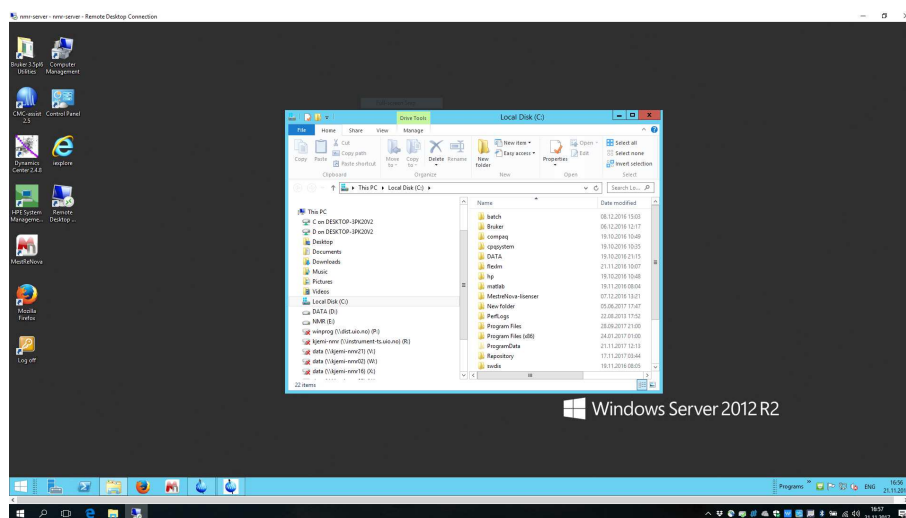 nmr-server - nmr-server - Remote Desktop Connection
Bruker 3.5pl6 Utilities
Computer Management
CMC-assist 2.5
Control Panel
Dynamics Center 2.4.8
iexplore
HPE System Manageme...
Remote Desktop ...
MestReNova
Mozilla Firefox
Log off
Drive Tools
Local Disk (C:)
File Home Share View Manage
Copy Paste
Cut
Copy path
Paste shortcut
Move to
Copy to
Delete Rename
New folder
New item
Easy access
Properties
Open
Edit
Select all
Select none
Invert selection
Clipboard Organize New Open Select
This PC Local Disk (C:)
Search Lo...
This PC
C on DESKTOP-3PK20V2
D on DESKTOP-3PK20V2
Desktop
Documents
Downloads
Music
Pictures
Videos
Local Disk (C:)
DATA (D:)
NMR (E:)
winprog (\\dist.uio.no) (P:)
kjemi-nmr (\\instrument-ts.uio.no) (R:)
data (\\kjemi-nmr21) (V:)
data (\\kjemi-nmr02) (W:)
data (\\kjemi-nmr16) (X:)
Name Date modified
batch 08.12.2016 15:03
Bruker 06.12.2016 12:17
compaq 19.10.2016 10:49
cpqsystem 19.10.2016 10:35
DATA 19.10.2016 21:15
flexlm 21.11.2016 10:07
hp 19.10.2016 10:48
matlab 19.11.2016 08:04
MestreNova-lisenser 07.12.2016 13:21
New folder 05.06.2017 17:47
PerfLogs 22.08.2013 17:52
Program Files 28.09.2017 21:00
Program Files (x86) 24.01.2017 01:00
ProgramData 21.11.2017 12:13
Repository 17.11.2017 03:44
swdis 19.11.2016 08:05
22 items
Windows Server 2012 R2
Programs
ENG
16:56
21.11.201
16:57
21.11.2017